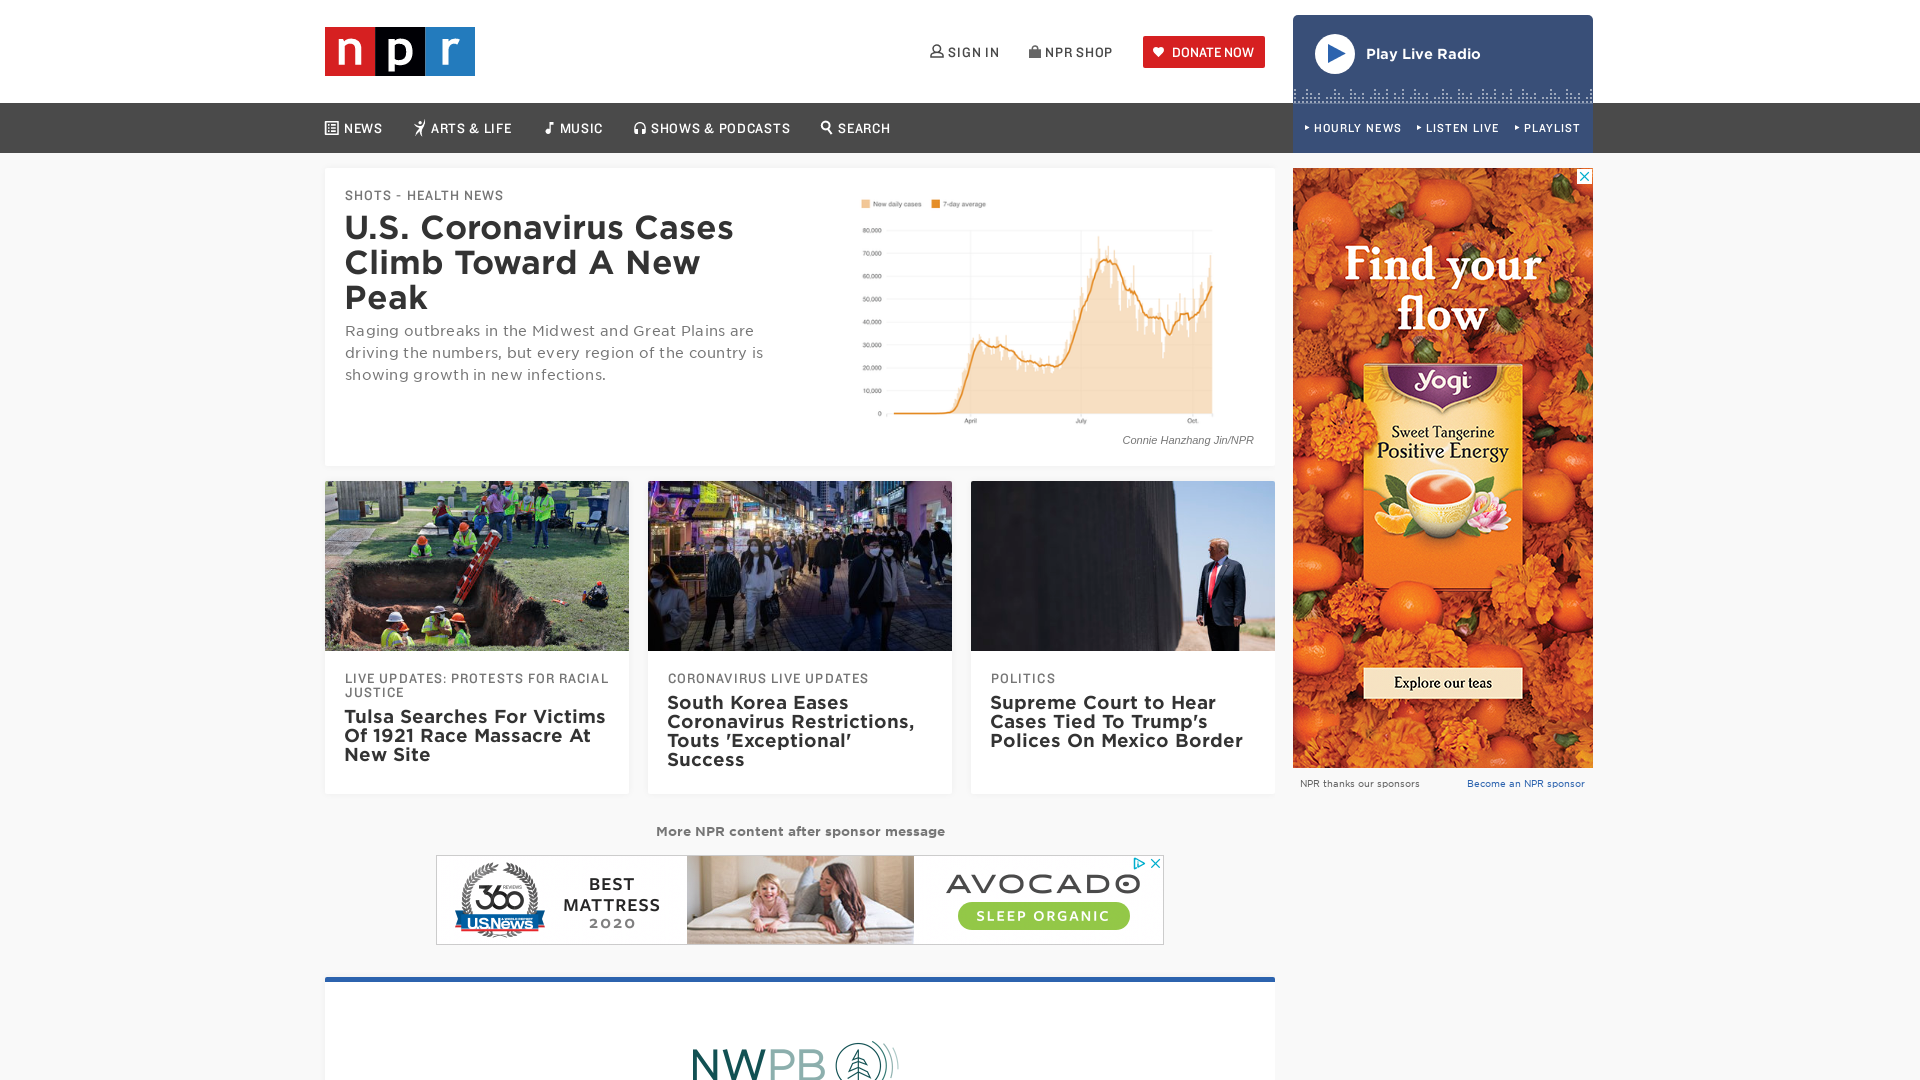 npr
SIGN IN
NPR SHOP
DONATE NOW
Play Live Radio
NEWS
ARTS & LIFE
MUSIC
SHOWS & PODCASTS
SEARCH
HOURLY NEWS
LISTEN LIVE
PLAYLIST
SHOTS - HEALTH NEWS
U.S. Coronavirus Cases
Climb Toward A New
Peak
Raging outbreaks in the Midwest and Great Plains are
driving the numbers, but every region of the country is
showing growth in new infections.
New daily cases
7-day average
80,000
70,000
60,000
50,000
40,000
30,000
20,000
10,000
0
April
July
Oct.
Connie Hanzhang Jin/NPR
LIVE UPDATES: PROTESTS FOR RACIAL
JUSTICE
Tulsa Searches For Victims
Of 1921 Race Massacre At
New Site
CORONAVIRUS LIVE UPDATES
South Korea Eases
Coronavirus Restrictions,
Touts 'Exceptional'
Success
POLITICS
Supreme Court to Hear
Cases Tied To Trump's
Polices On Mexico Border
Find your
flow
yogi
Sweet Tangerine
Positive Energy
Explore our teas
NPR thanks our sponsors
Become an NPR sponsor
More NPR content after sponsor message
360
REVIEWS
U.S.News
BEST
MATTRESS
2020
AVOCADO
SLEEP ORGANIC
NWPB